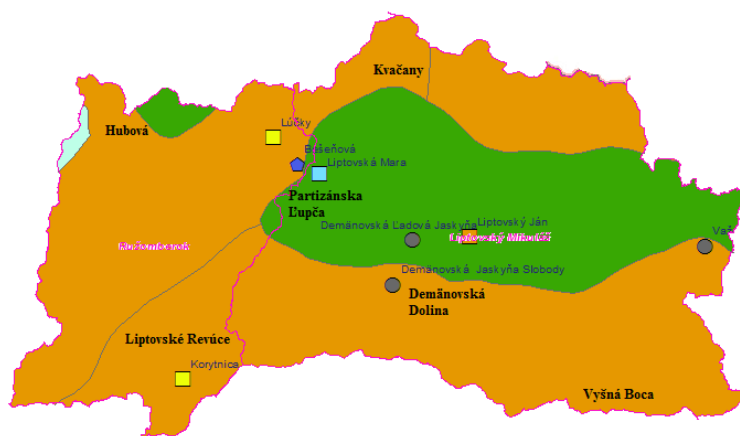 Kvačany
Hubová
Lúčky
Bešeňová
Liptovská Mara
Partizánska
Ľupča
Demänovská Ľadová Jaskyňa
Liptovský Ján
Liptovský Mikuláš
Važ
Ružomberok
Demänovská Jaskyňa Slobody
Demänovská
Dolina
Liptovské Revúce
Korytnica
Vyšná Boca